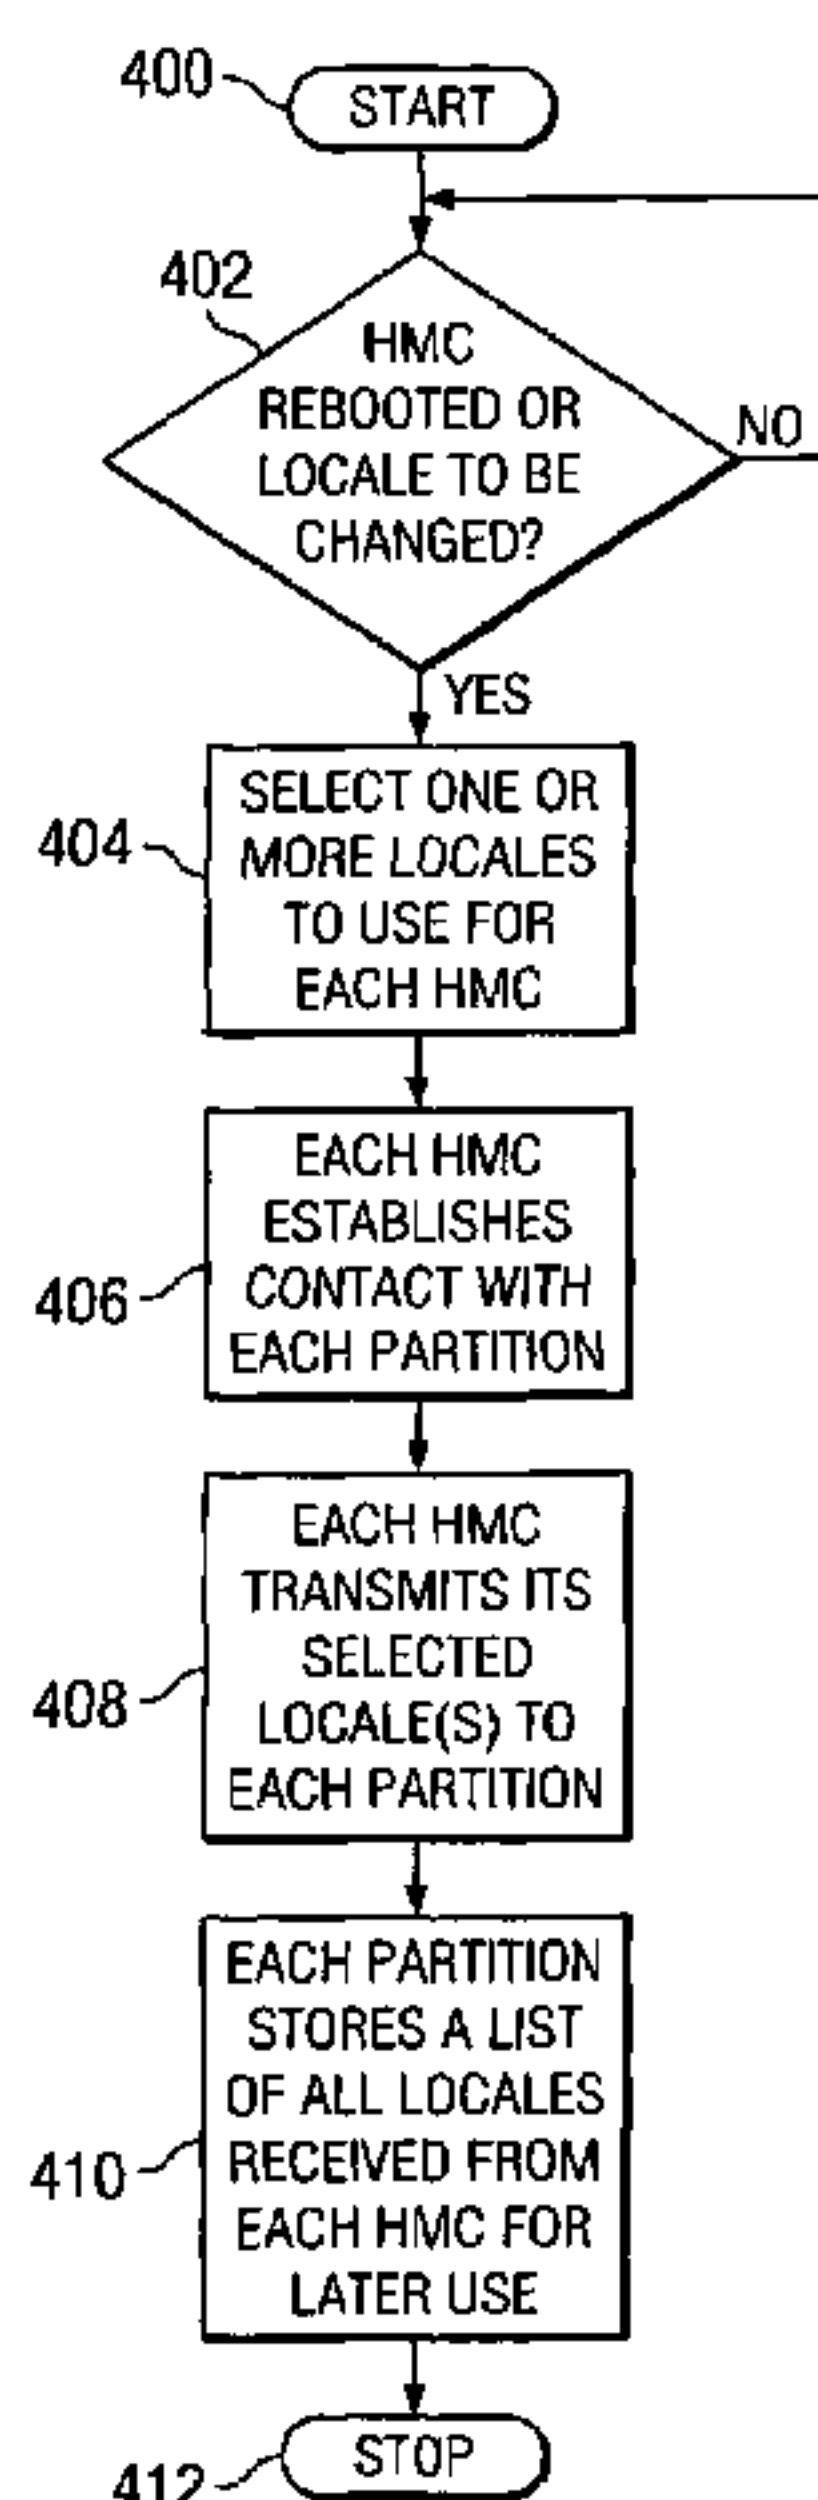 400
START
402
HMC
REBOOTED OR
LOCALE TO BE
CHANGED?
NO
YES
404
SELECT ONE OR
MORE LOCALES
TO USE FOR
EACH HMC
406
EACH HMC
ESTABLISHES
CONTACT WITH
EACH PARTITION
408
EACH HMC
TRANSMITS ITS
SELECTED
LOCALE(S) TO
EACH PARTITION
410
EACH PARTITION
STORES A LIST
OF ALL LOCALES
RECEIVED FROM
EACH HMC FOR
LATER USE
412
STOP